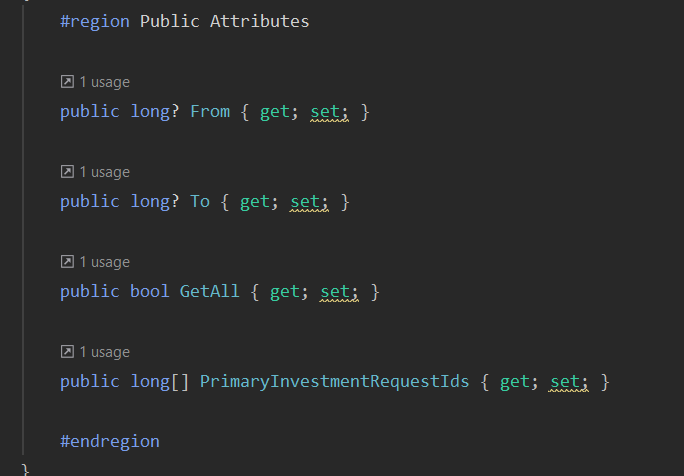 #region Public Attributes
1 usage
public long? From { get; set; }
1 usage
public long? To { get; set; }
1 usage
public bool GetAll { get; set; }
1 usage
public long[] PrimaryInvestmentRequestIds { get; set; }
#endregion
}